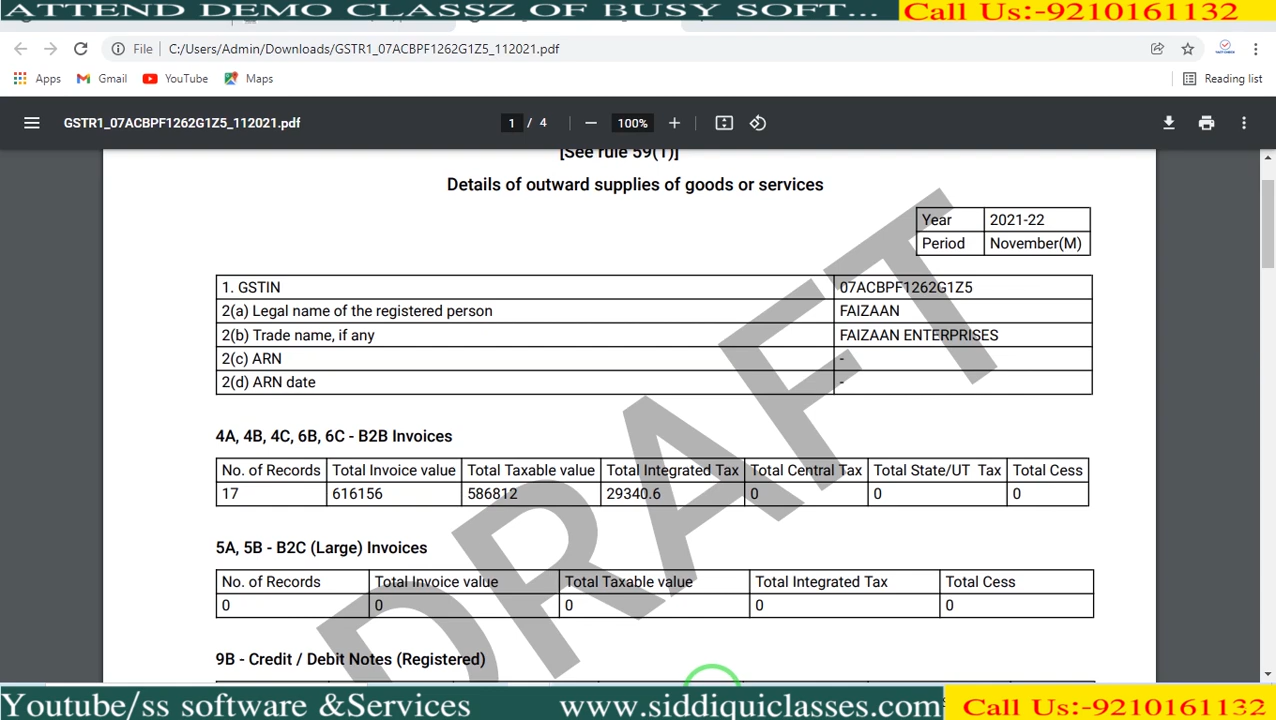 ATTEND DEMO CLASSZ OF BUSY SOFT... Call Us:-9210161132
File C:/Users/Admin/Downloads/GSTR1_07ACBPF1262G1Z5_112021.pdf
Apps Gmail YouTube Maps Reading list
GSTR1_07ACBPF1262G1Z5_112021.pdf 1 / 4 100%
[See rule 59(1)]
Details of outward supplies of goods or services
Year 2021-22
Period November(M)
1. GSTIN 07ACBPF1262G1Z5
2(a) Legal name of the registered person FAIZAAN
2(b) Trade name, if any FAIZAAN ENTERPRISES
2(c) ARN -
2(d) ARN date -
DRAFT
4A, 4B, 4C, 6B, 6C - B2B Invoices
No. of Records Total Invoice value Total Taxable value Total Integrated Tax Total Central Tax Total State/UT Tax Total Cess
17 616156 586812 29340.6 0 0 0
5A, 5B - B2C (Large) Invoices
No. of Records Total Invoice value Total Taxable value Total Integrated Tax Total Cess
0 0 0 0 0
9B - Credit / Debit Notes (Registered)
Youtube/ss software &Services www.siddiquiclasses.com Call Us:-9210161132